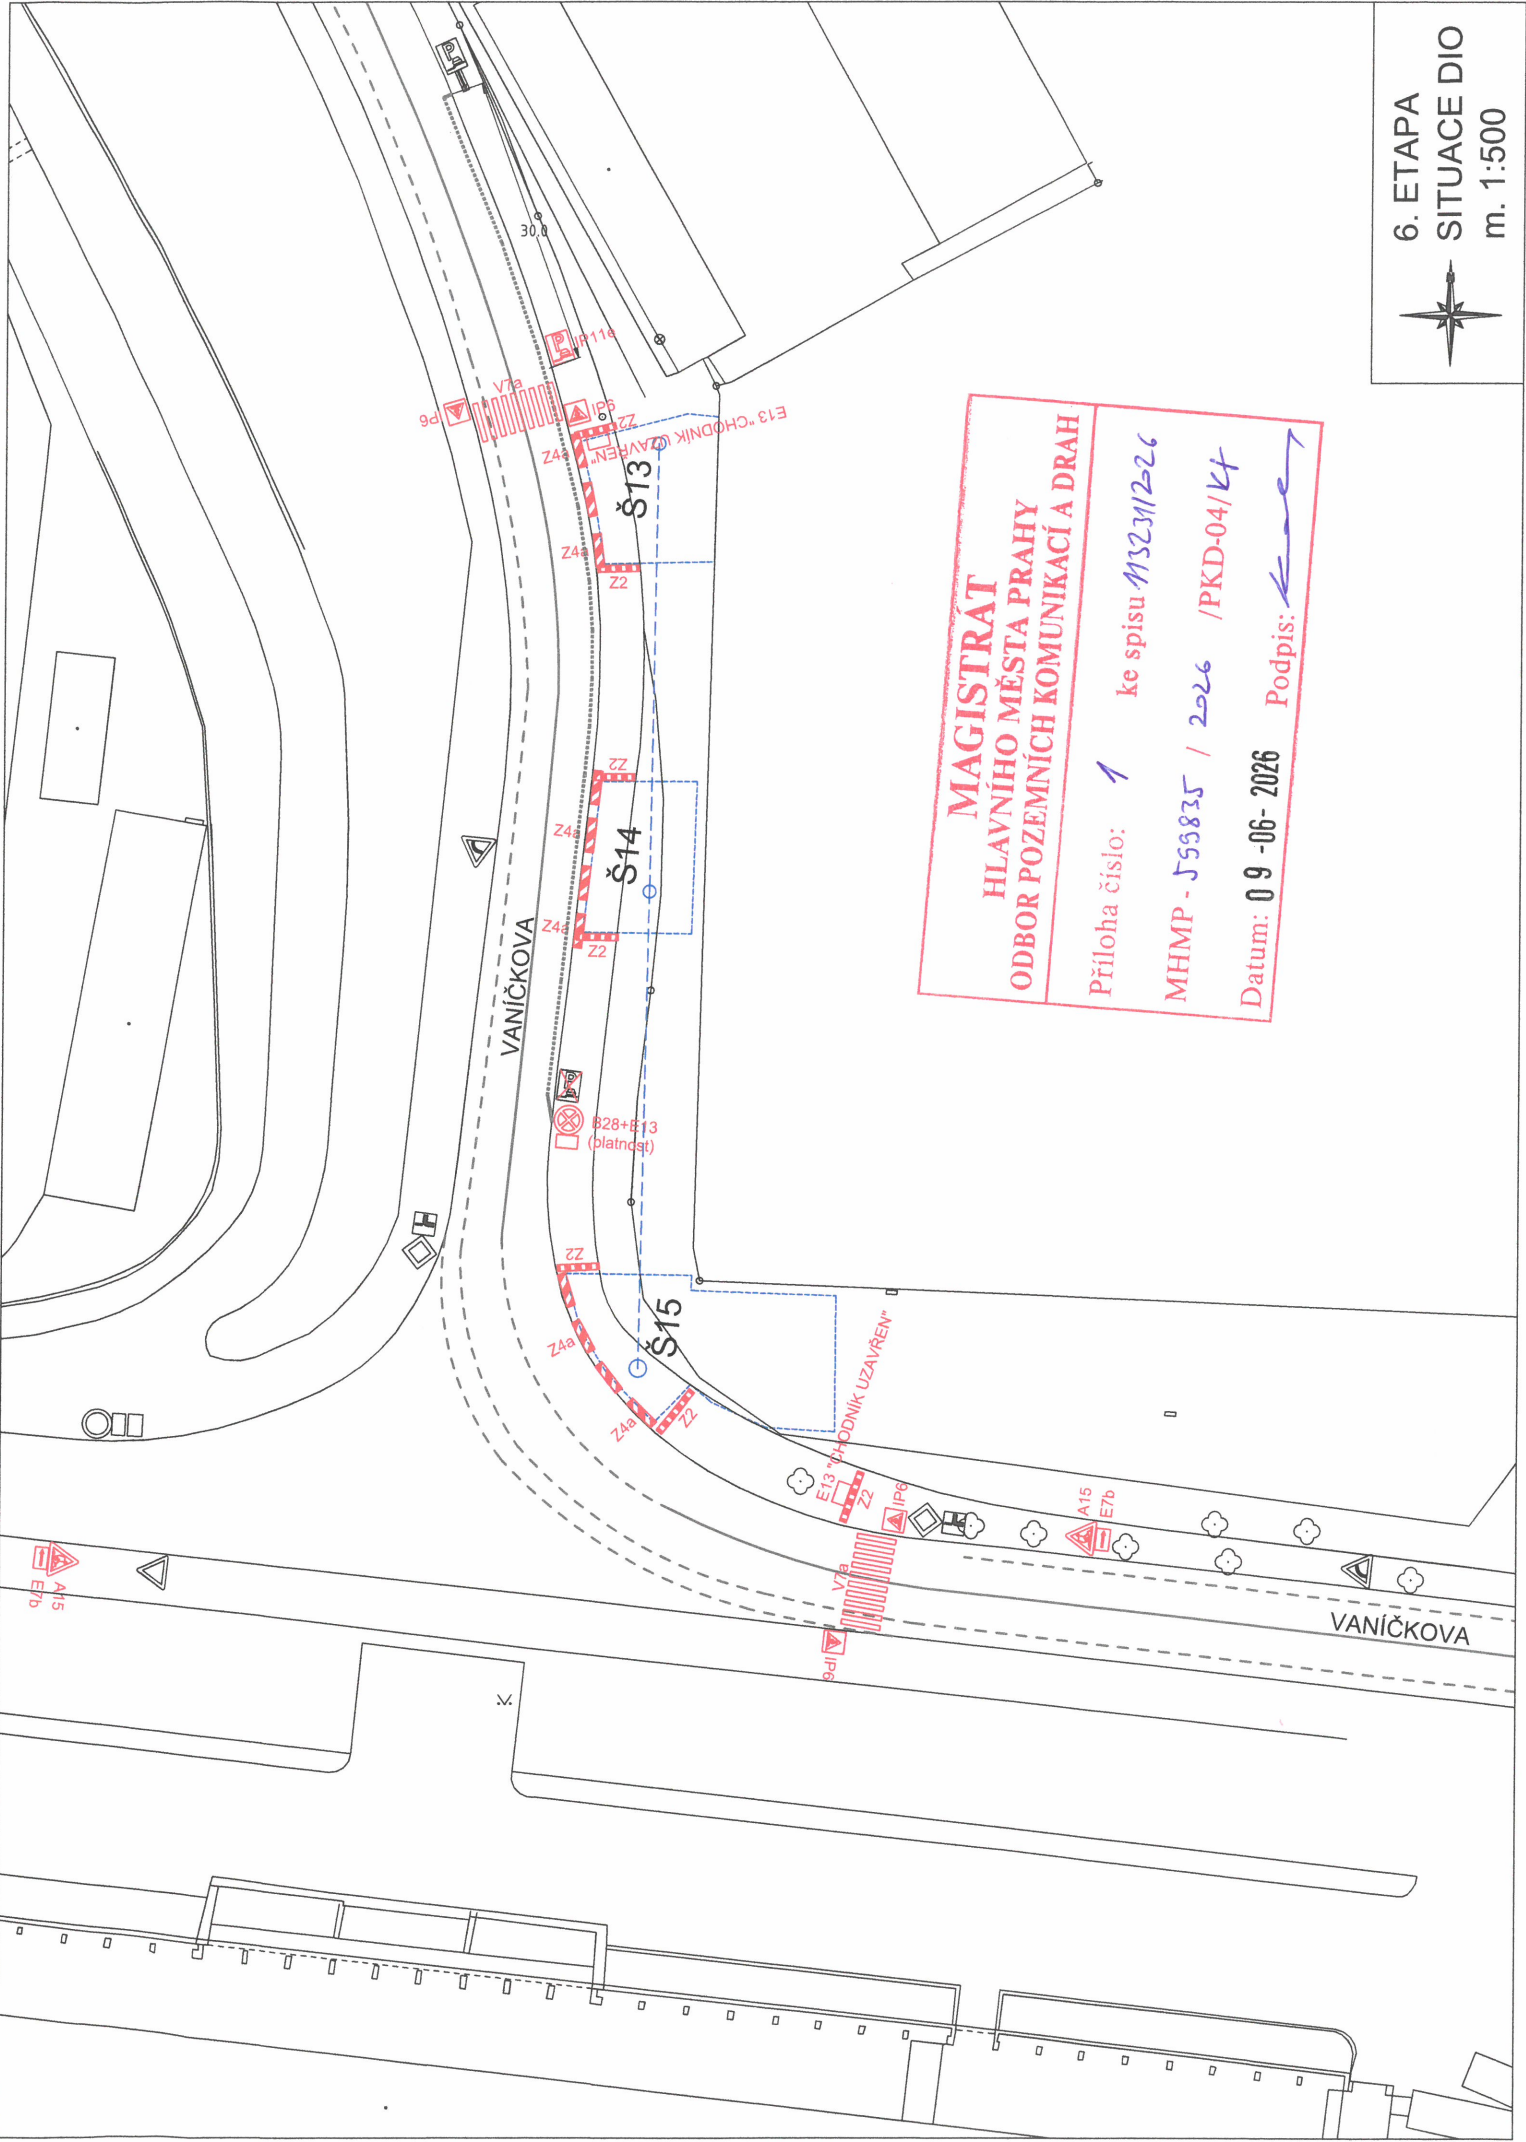 6. ETAPA
SITUACE DIO
m. 1:500
30.0
IP11e
V7a
IP6
IP6
Z2
E13 "CHODNÍK UZAVŘEN"
Z4a
Š13
Z4a
Z2
Z2
Z4a
Š14
Z4a
Z2
VANÍČKOVA
B28+E13
(platnost)
Z2
Š15
Z4a
Z4a
Z2
E13 "CHODNÍK UZAVŘEN"
Z2
IP6
V7a
IP6
A15
E7b
A15
E7b
VANÍČKOVA
K
MAGISTRÁT
HLAVNÍHO MĚSTA PRAHY
ODBOR POZEMNÍCH KOMUNIKACÍ A DRAH
Příloha číslo: 1 ke spisu 113231/2026
MHMP - 559835 / 2026 /PKD-04/Kt
Datum: 09-06-2026 Podpis: